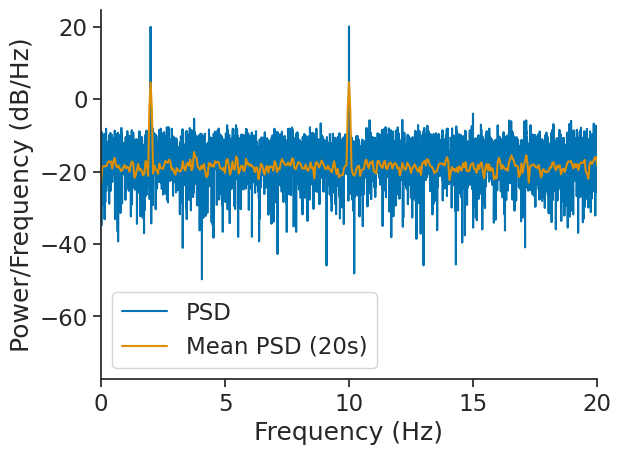 20
0
−20
−40
−60
Power/Frequency (dB/Hz)
PSD
Mean PSD (20s)
0 5 10 15 20
Frequency (Hz)